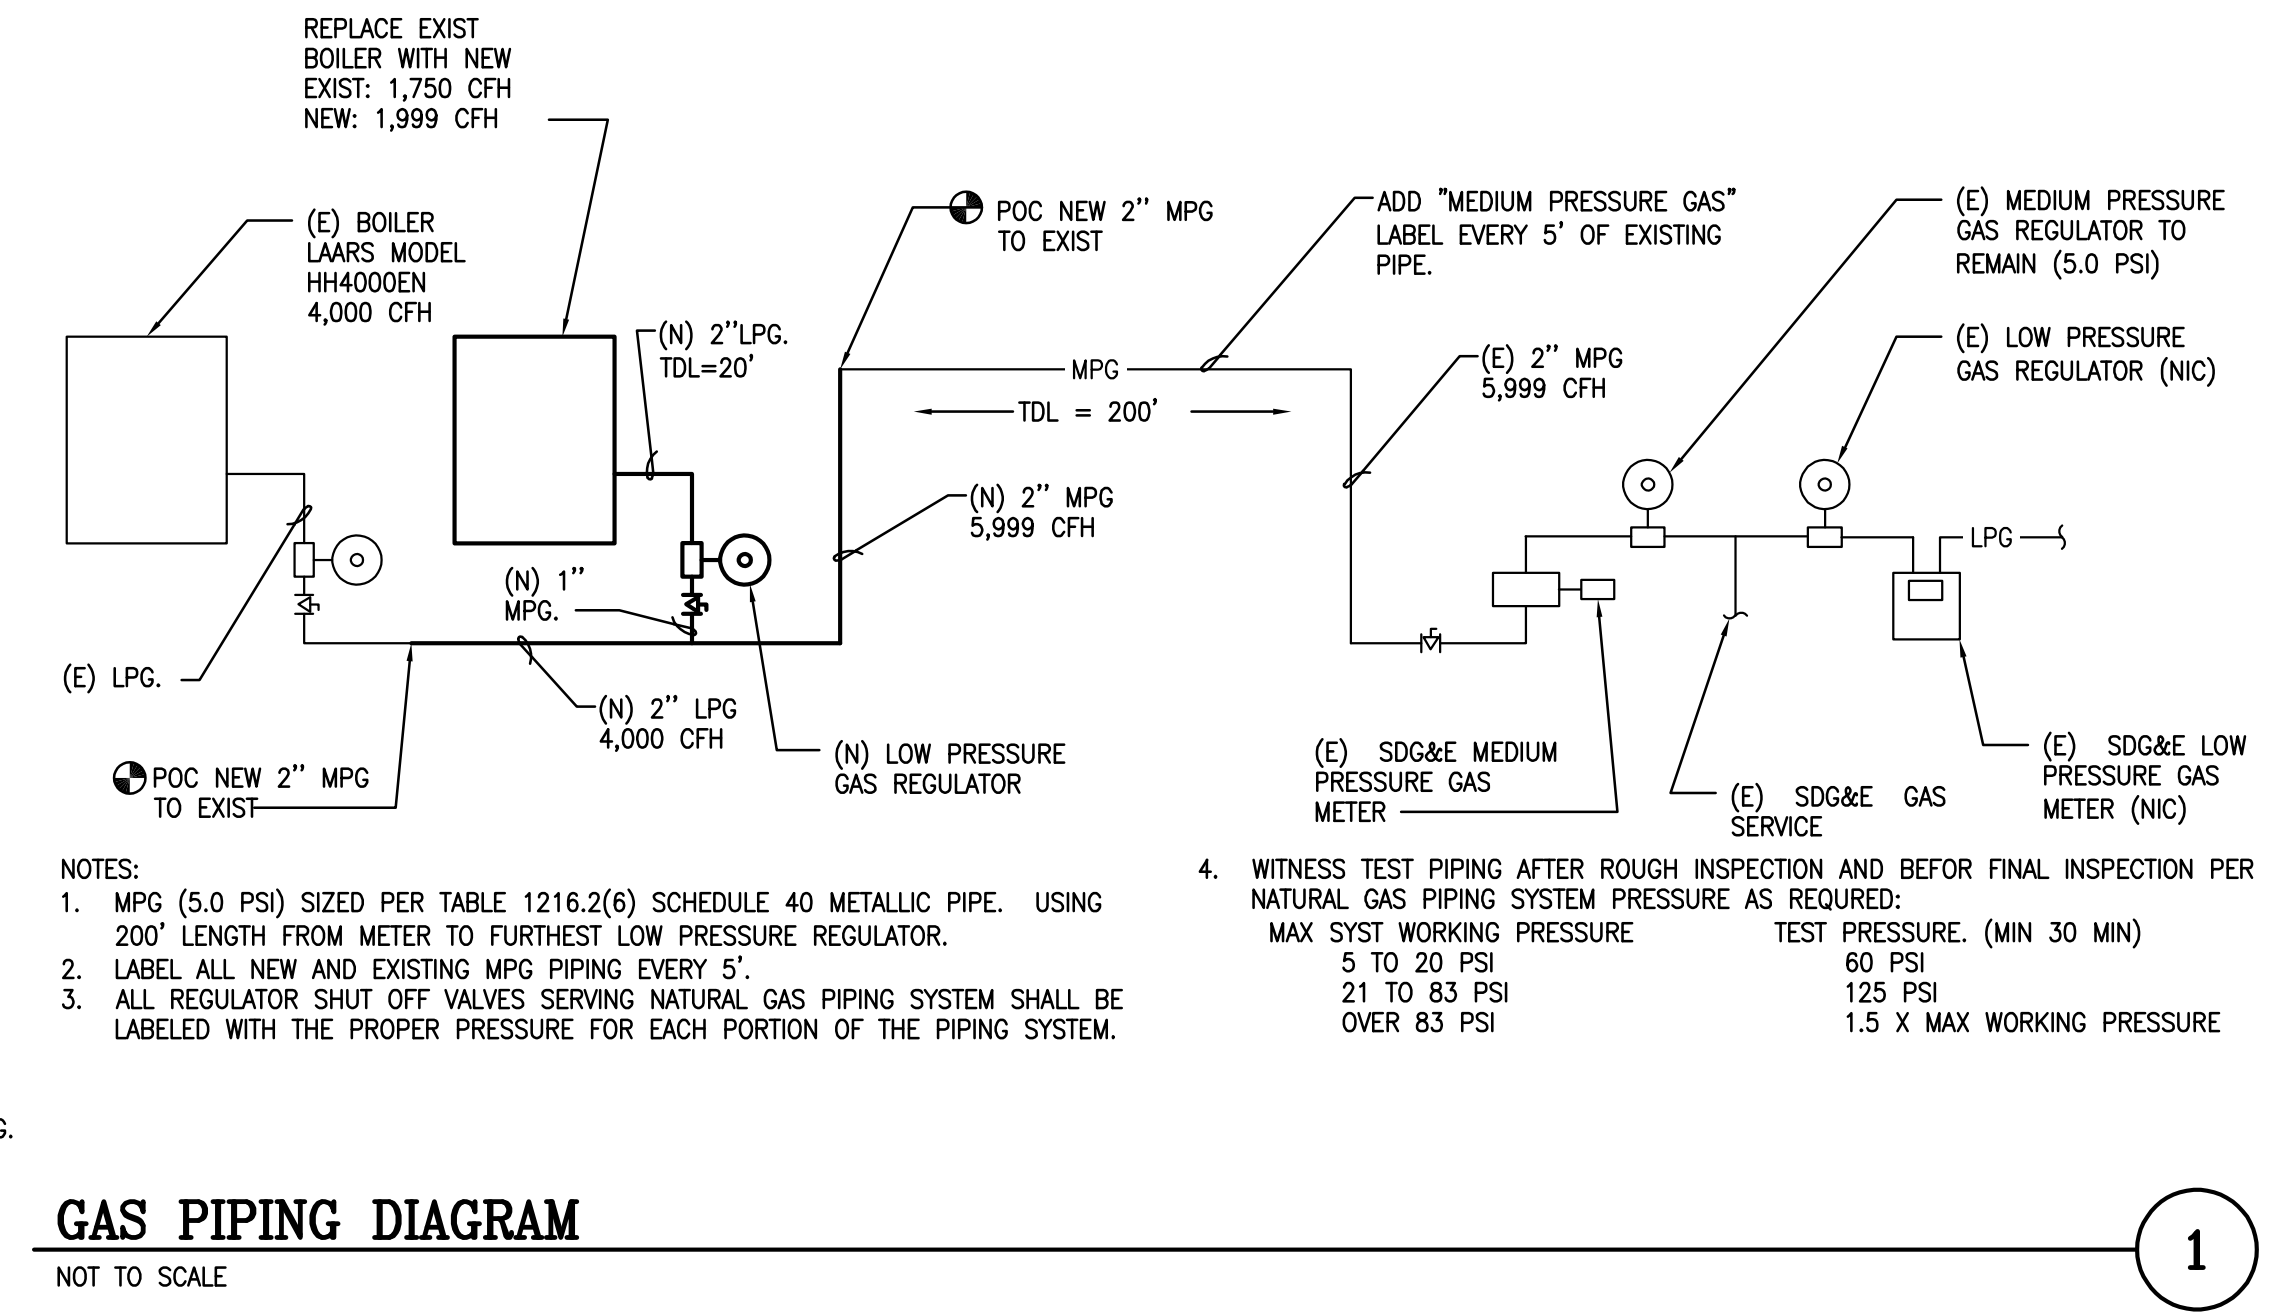 REPLACE EXIST
BOILER WITH NEW
EXIST: 1,750 CFH
NEW: 1,999 CFH
(E) BOILER
LAARS MODEL
HH4000EN
4,000 CFH
(N) 2"LPG.
TDL=20'
POC NEW 2" MPG
TO EXIST
ADD "MEDIUM PRESSURE GAS"
LABEL EVERY 5' OF EXISTING
PIPE.
(E) MEDIUM PRESSURE
GAS REGULATOR TO
REMAIN (5.0 PSI)
(E) LOW PRESSURE
GAS REGULATOR (NIC)
MPG
TDL = 200'
(E) 2" MPG
5,999 CFH
(N) 2" MPG
5,999 CFH
LPG
(N) 1"
MPG.
(E) LPG.
(N) 2" LPG
4,000 CFH
(N) LOW PRESSURE
GAS REGULATOR
POC NEW 2" MPG
TO EXIST
(E) SDG&E MEDIUM
PRESSURE GAS
METER
(E) SDG&E GAS
SERVICE
(E) SDG&E LOW
PRESSURE GAS
METER (NIC)
NOTES:
1. MPG (5.0 PSI) SIZED PER TABLE 1216.2(6) SCHEDULE 40 METALLIC PIPE. USING
200' LENGTH FROM METER TO FURTHEST LOW PRESSURE REGULATOR.
2. LABEL ALL NEW AND EXISTING MPG PIPING EVERY 5'.
3. ALL REGULATOR SHUT OFF VALVES SERVING NATURAL GAS PIPING SYSTEM SHALL BE
LABELED WITH THE PROPER PRESSURE FOR EACH PORTION OF THE PIPING SYSTEM.
4. WITNESS TEST PIPING AFTER ROUGH INSPECTION AND BEFOR FINAL INSPECTION PER
NATURAL GAS PIPING SYSTEM PRESSURE AS REQURED:
MAX SYST WORKING PRESSURE TEST PRESSURE. (MIN 30 MIN)
5 TO 20 PSI 60 PSI
21 TO 83 PSI 125 PSI
OVER 83 PSI 1.5 X MAX WORKING PRESSURE
GAS PIPING DIAGRAM
1
NOT TO SCALE